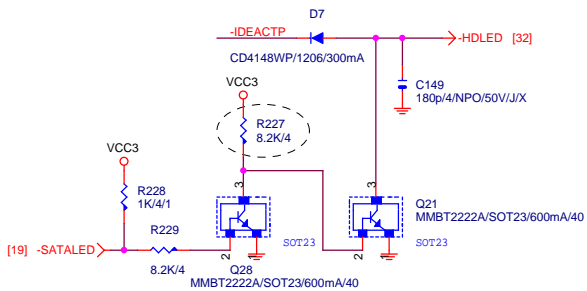 D7
-IDEACTP
-HDLED [32]
CD4148WP/1206/300mA
VCC3
C149
180p/4/NPO/50V/J/X
R227
8.2K/4
VCC3
R228
1K/4/1
3
3
Q21
MMBT2222A/SOT23/600mA/40
R229
SOT23
SOT23
[19] -SATALED
2
1
2
1
8.2K/4
Q28
MMBT2222A/SOT23/600mA/40